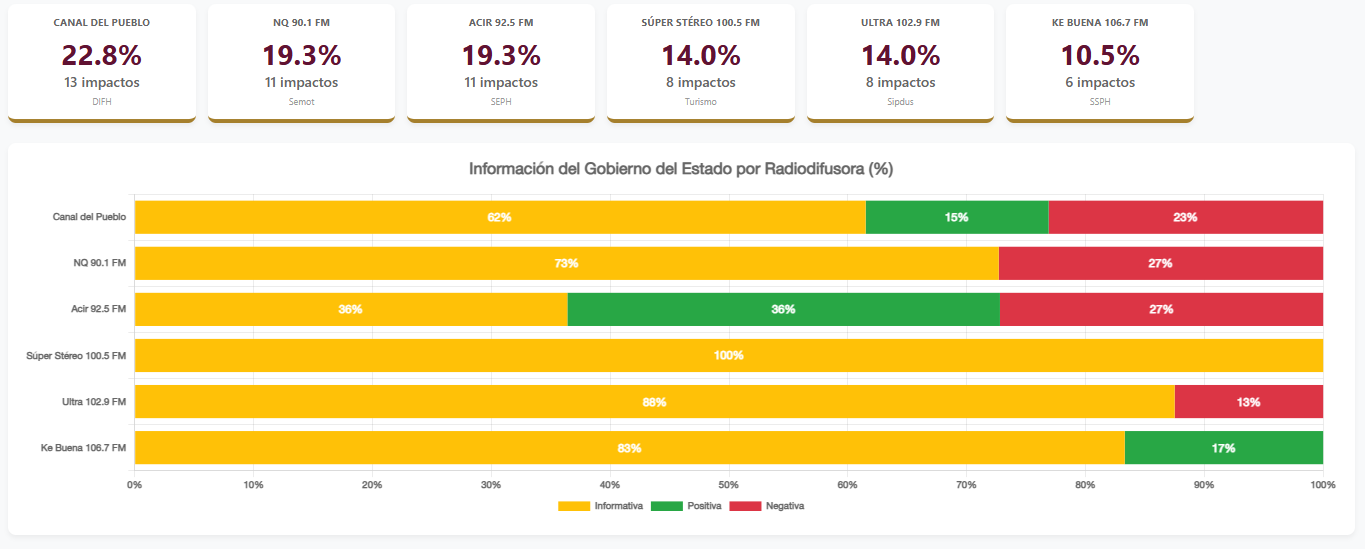 CANAL DEL PUEBLO
22.8%
13 impactos
DIFH
NQ 90.1 FM
19.3%
11 impactos
Semot
ACIR 92.5 FM
19.3%
11 impactos
SEPH
SÚPER STÉREO 100.5 FM
14.0%
8 impactos
Turismo
ULTRA 102.9 FM
14.0%
8 impactos
Sipdus
KE BUENA 106.7 FM
10.5%
6 impactos
SSPH
Información del Gobierno del Estado por Radiodifusora (%)
Canal del Pueblo 62% 15% 23%
NQ 90.1 FM 73% 27%
Acir 92.5 FM 36% 36% 27%
Súper Stéreo 100.5 FM 100%
Ultra 102.9 FM 88% 13%
Ke Buena 106.7 FM 83% 17%
0% 10% 20% 30% 40% 50% 60% 70% 80% 90% 100%
Informativa Positiva Negativa